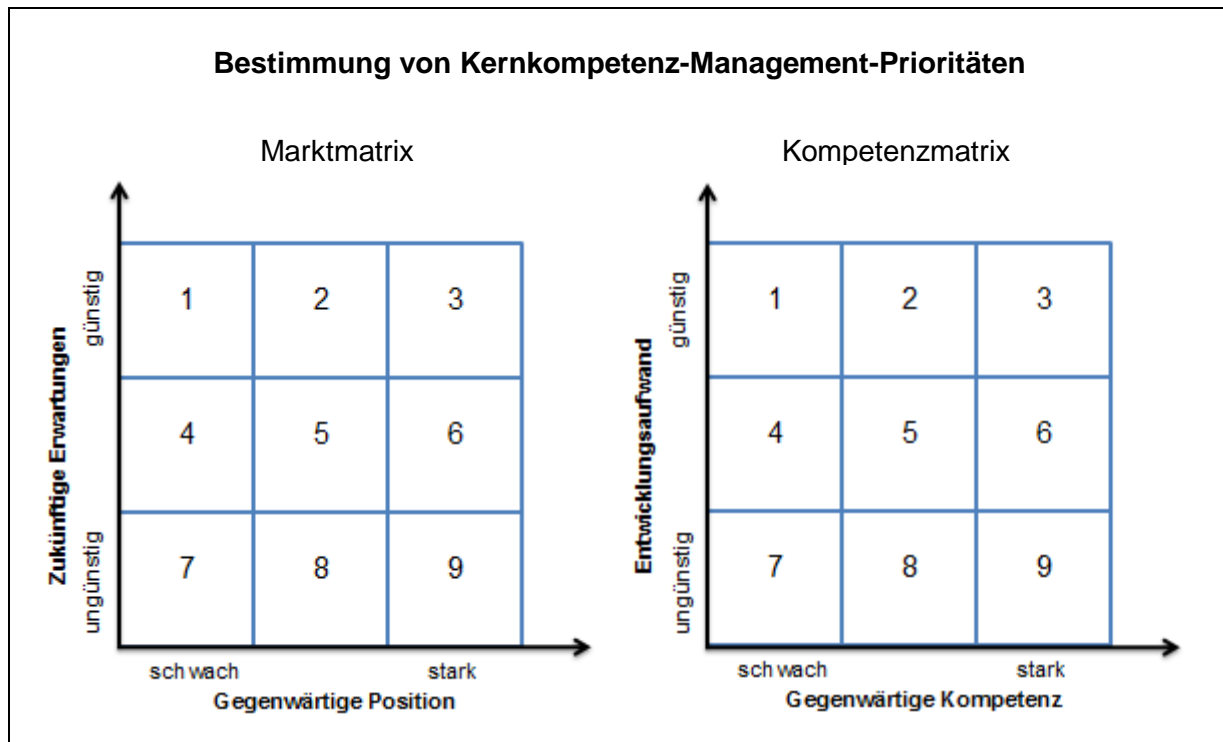 Bestimmung von Kernkompetenz-Management-Prioritäten
Marktmatrix
Zukünftige Erwartungen
günstig
ungünstig
1 2 3
4 5 6
7 8 9
schwach stark
Gegenwärtige Position
Kompetenzmatrix
Entwicklungsaufwand
günstig
ungünstig
1 2 3
4 5 6
7 8 9
schwach stark
Gegenwärtige Kompetenz